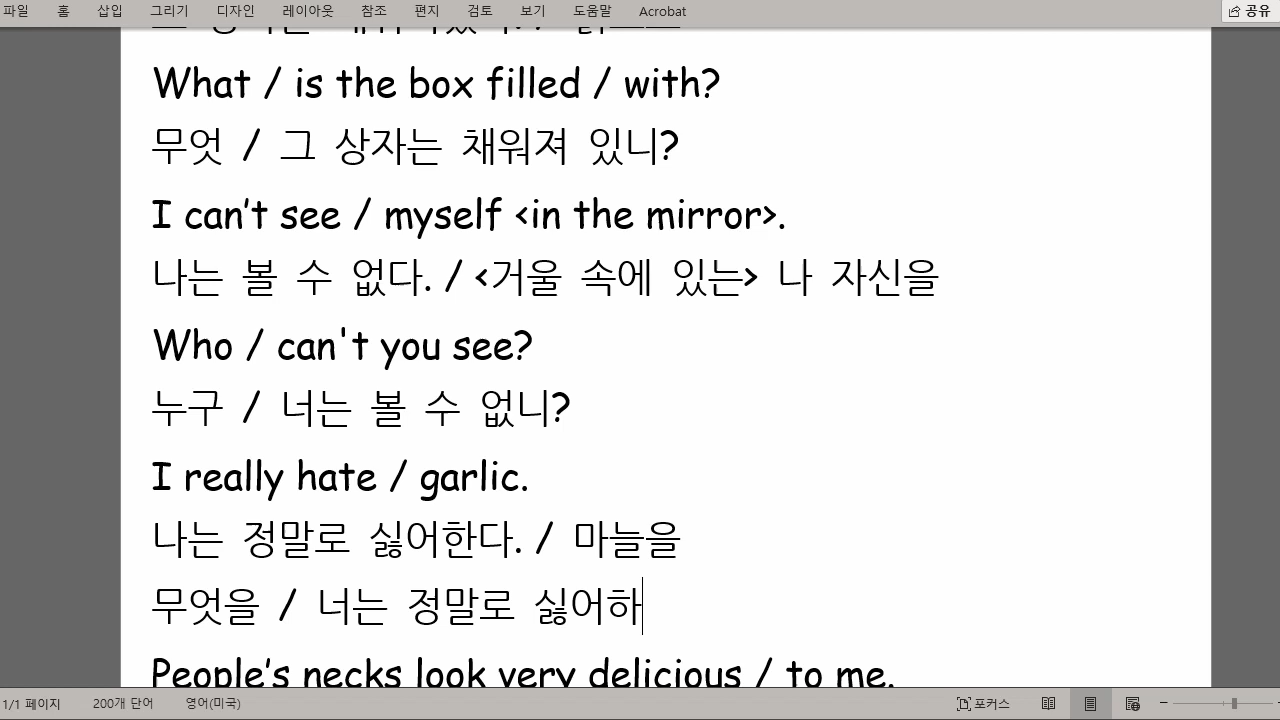 파일 홈 삽입 그리기 디자인 레이아웃 참조 편지 검토 보기 도움말 Acrobat 공유
What / is the box filled / with?
무엇 / 그 상자는 채워져 있니?
I can't see / myself <in the mirror>.
나는 볼 수 없다. / <거울 속에 있는> 나 자신을
Who / can't you see?
누구 / 너는 볼 수 없니?
I really hate / garlic.
나는 정말로 싫어한다. / 마늘을
무엇을 / 너는 정말로 싫어하
People's necks look very delicious / to me.
1/1 페이지 200개 단어 영어(미국) 포커스